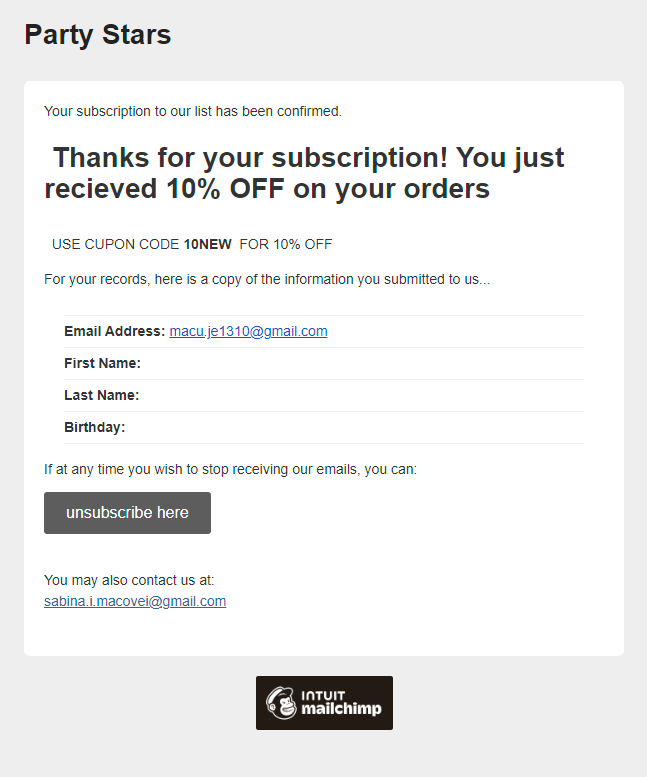 Party Stars
Your subscription to our list has been confirmed.
Thanks for your subscription! You just
recieved 10% OFF on your orders
USE CUPON CODE 10NEW FOR 10% OFF
For your records, here is a copy of the information you submitted to us...
Email Address: macu.je1310@gmail.com
First Name:
Last Name:
Birthday:
If at any time you wish to stop receiving our emails, you can:
unsubscribe here
You may also contact us at:
sabina.i.macovei@gmail.com
INTUIT
mailchimp